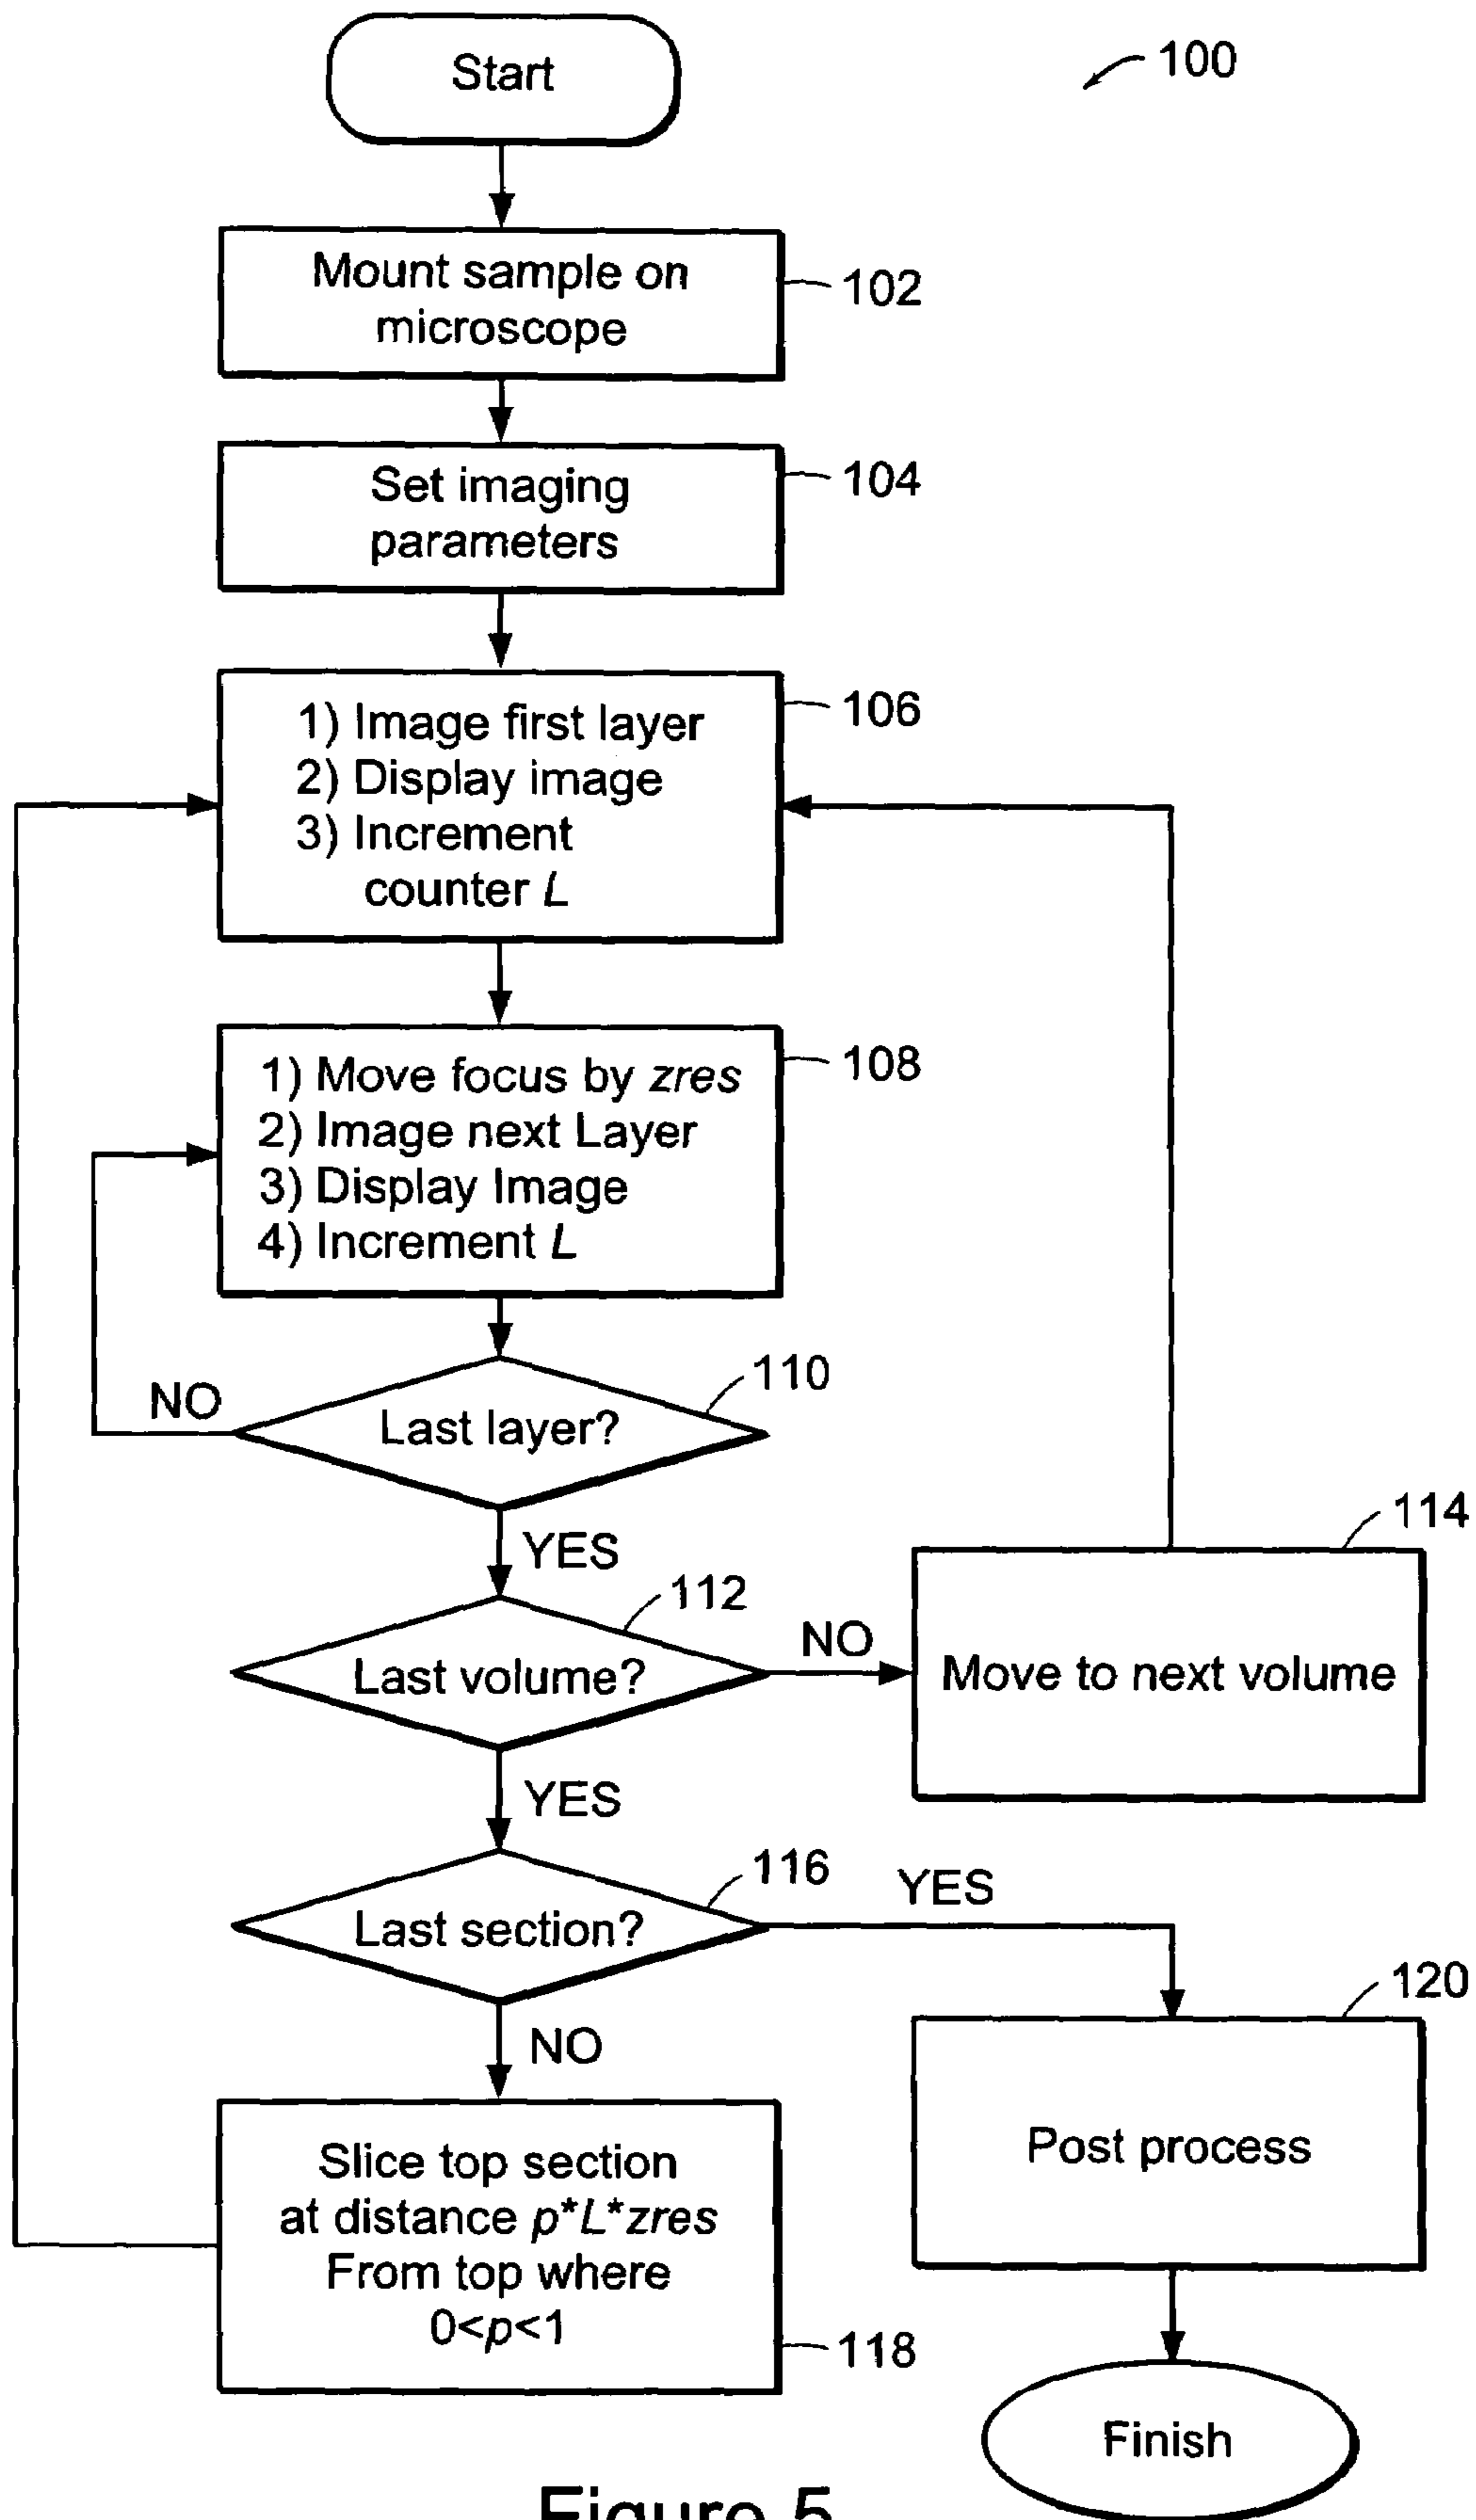 Start
100
Mount sample on
microscope
102
Set imaging
parameters
104
1) Image first layer
2) Display image
3) Increment
counter L
106
1) Move focus by zres
2) Image next Layer
3) Display Image
4) Increment L
108
Last layer?
110
NO
YES
Last volume?
112
NO
Move to next volume
114
YES
Last section?
116
YES
NO
Post process
120
Slice top section
at distance p*L*zres
From top where
0<p<1
118
Finish
Figure 5